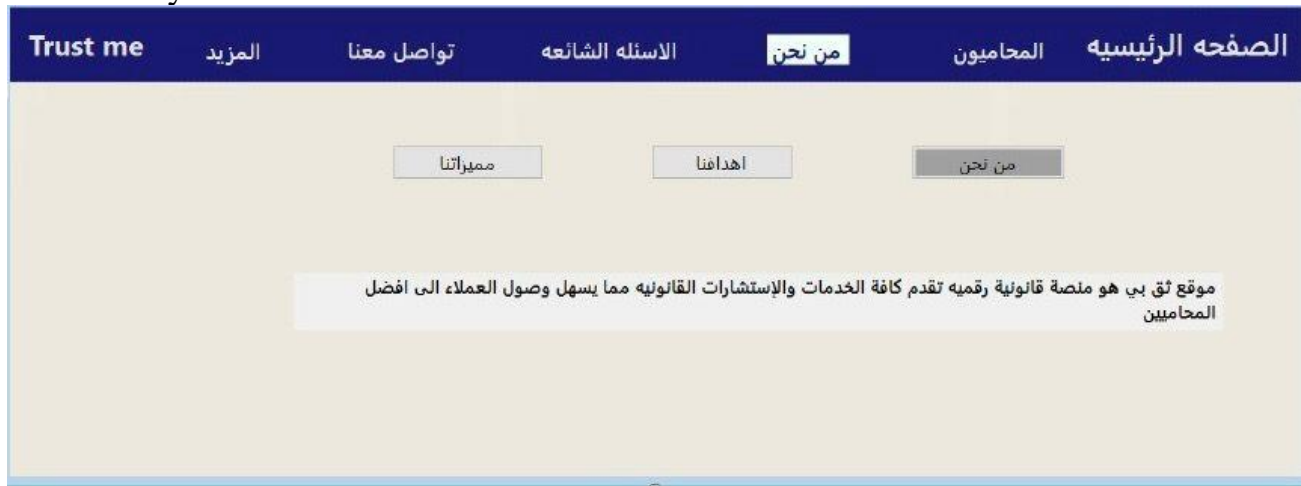 الصفحه الرئيسيه المحاميون من نحن الاسئله الشائعه تواصل معنا المزيد Trust me
من نحن اهدافنا مميزاتنا
موقع ثق بي هو منصة قانونية رقميه تقدم كافة الخدمات والإستشارات القانونيه مما يسهل وصول العملاء الى افضل
المحاميين